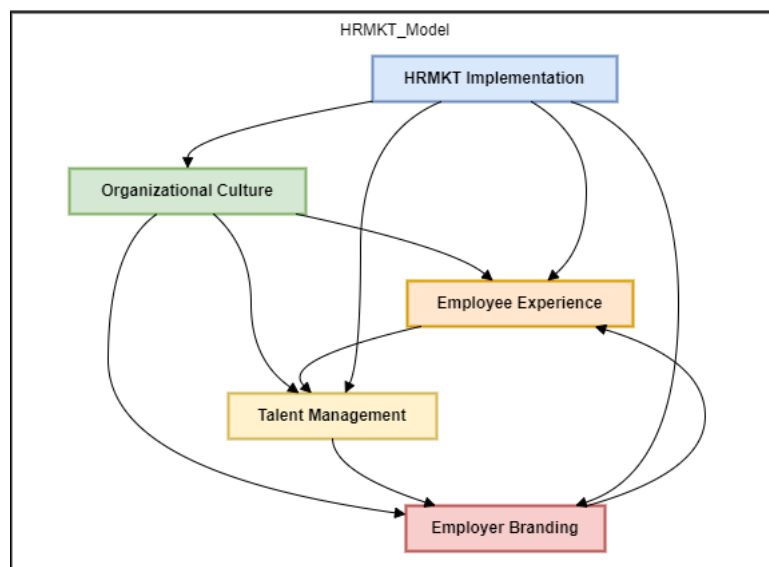 HRMKT_Model
HRMKT Implementation
Organizational Culture
Employee Experience
Talent Management
Employer Branding